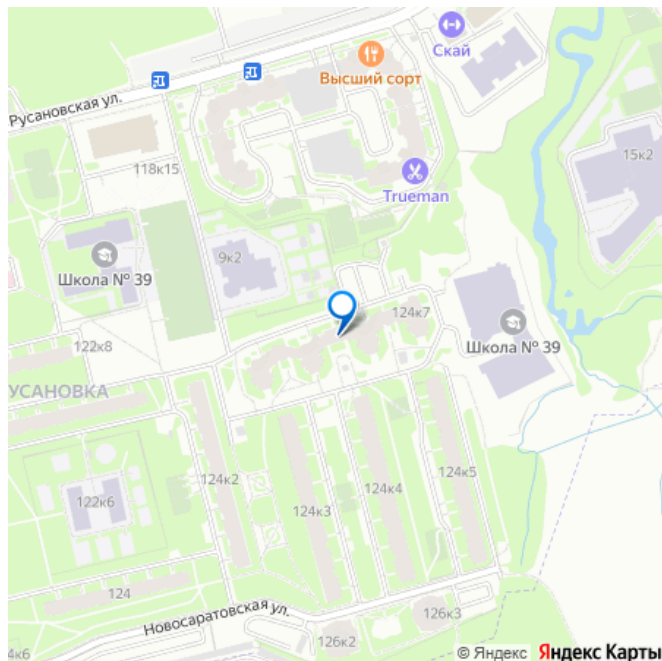 Скай
Высший сорт
Русановская ул.
118к15
15к2
Trueman
9к2
Школа № 39
124к7
Школа № 39
122к8
УСАНОВКА
124к2
124к5
122к6
124к4
124к3
124
Новосаратовская ул.
126к3
126к2
4к6
© Яндекс Яндекс Карты